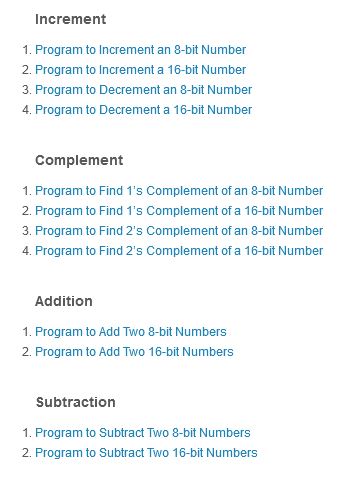 Increment
1. Program to Increment an 8-bit Number
2. Program to Increment a 16-bit Number
3. Program to Decrement an 8-bit Number
4. Program to Decrement a 16-bit Number
Complement
1. Program to Find 1's Complement of an 8-bit Number
2. Program to Find 1's Complement of a 16-bit Number
3. Program to Find 2's Complement of an 8-bit Number
4. Program to Find 2's Complement of a 16-bit Number
Addition
1. Program to Add Two 8-bit Numbers
2. Program to Add Two 16-bit Numbers
Subtraction
1. Program to Subtract Two 8-bit Numbers
2. Program to Subtract Two 16-bit Numbers